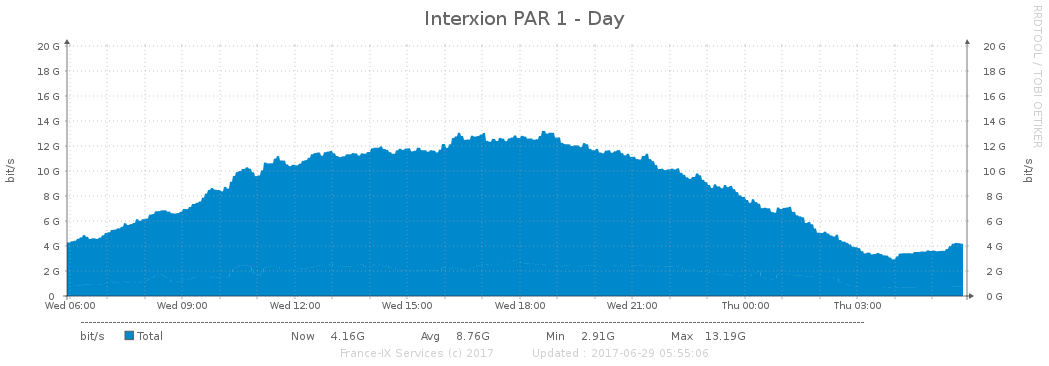 Interxion PAR 1 - Day
RRDTOOL / TOBI OETIKER
20 G 20 G
18 G 18 G
16 G 16 G
14 G 14 G
12 G 12 G
10 G 10 G
8 G 8 G
6 G 6 G
4 G 4 G
2 G 2 G
0 0 G
bit/s
bit/s
Wed 06:00 Wed 09:00 Wed 12:00 Wed 15:00 Wed 18:00 Wed 21:00 Thu 00:00 Thu 03:00
bit/s Total Now 4.16G Avg 8.76G Min 2.91G Max 13.19G
France-IX Services (c) 2017 Updated : 2017-06-29 05:55:06